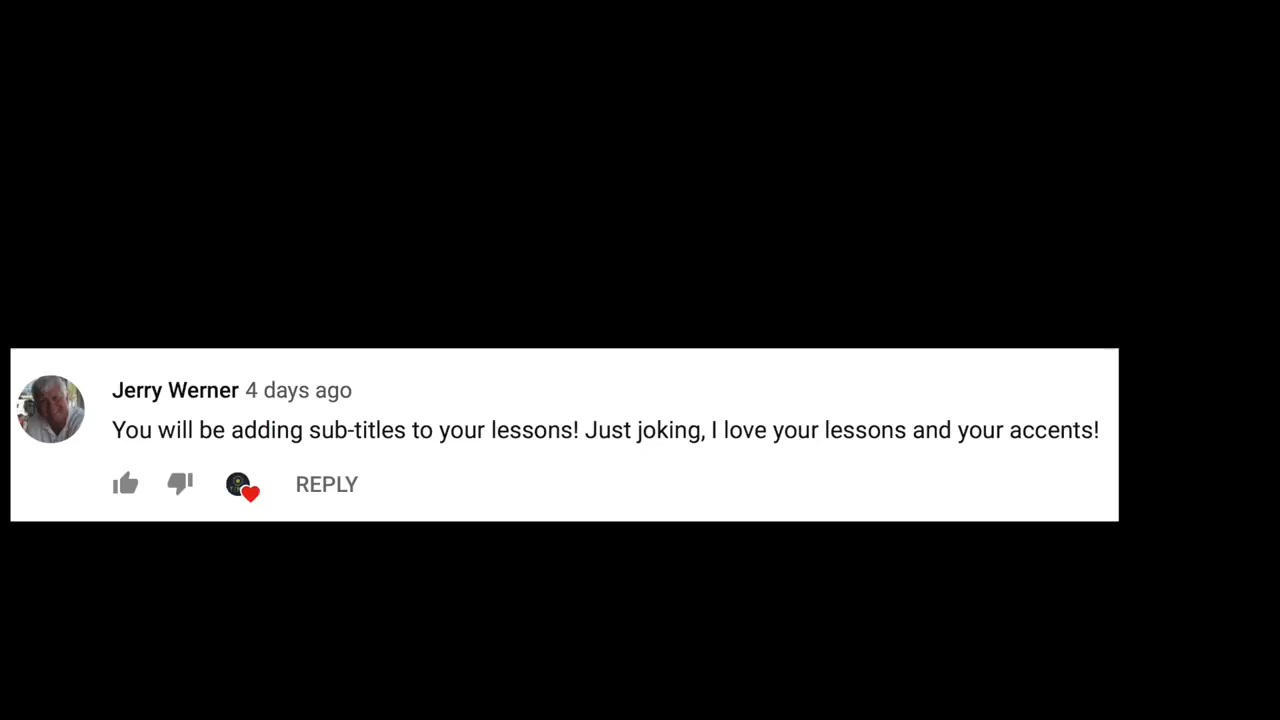 Jerry Werner 4 days ago
You will be adding sub-titles to your lessons! Just joking, I love your lessons and your accents!
REPLY